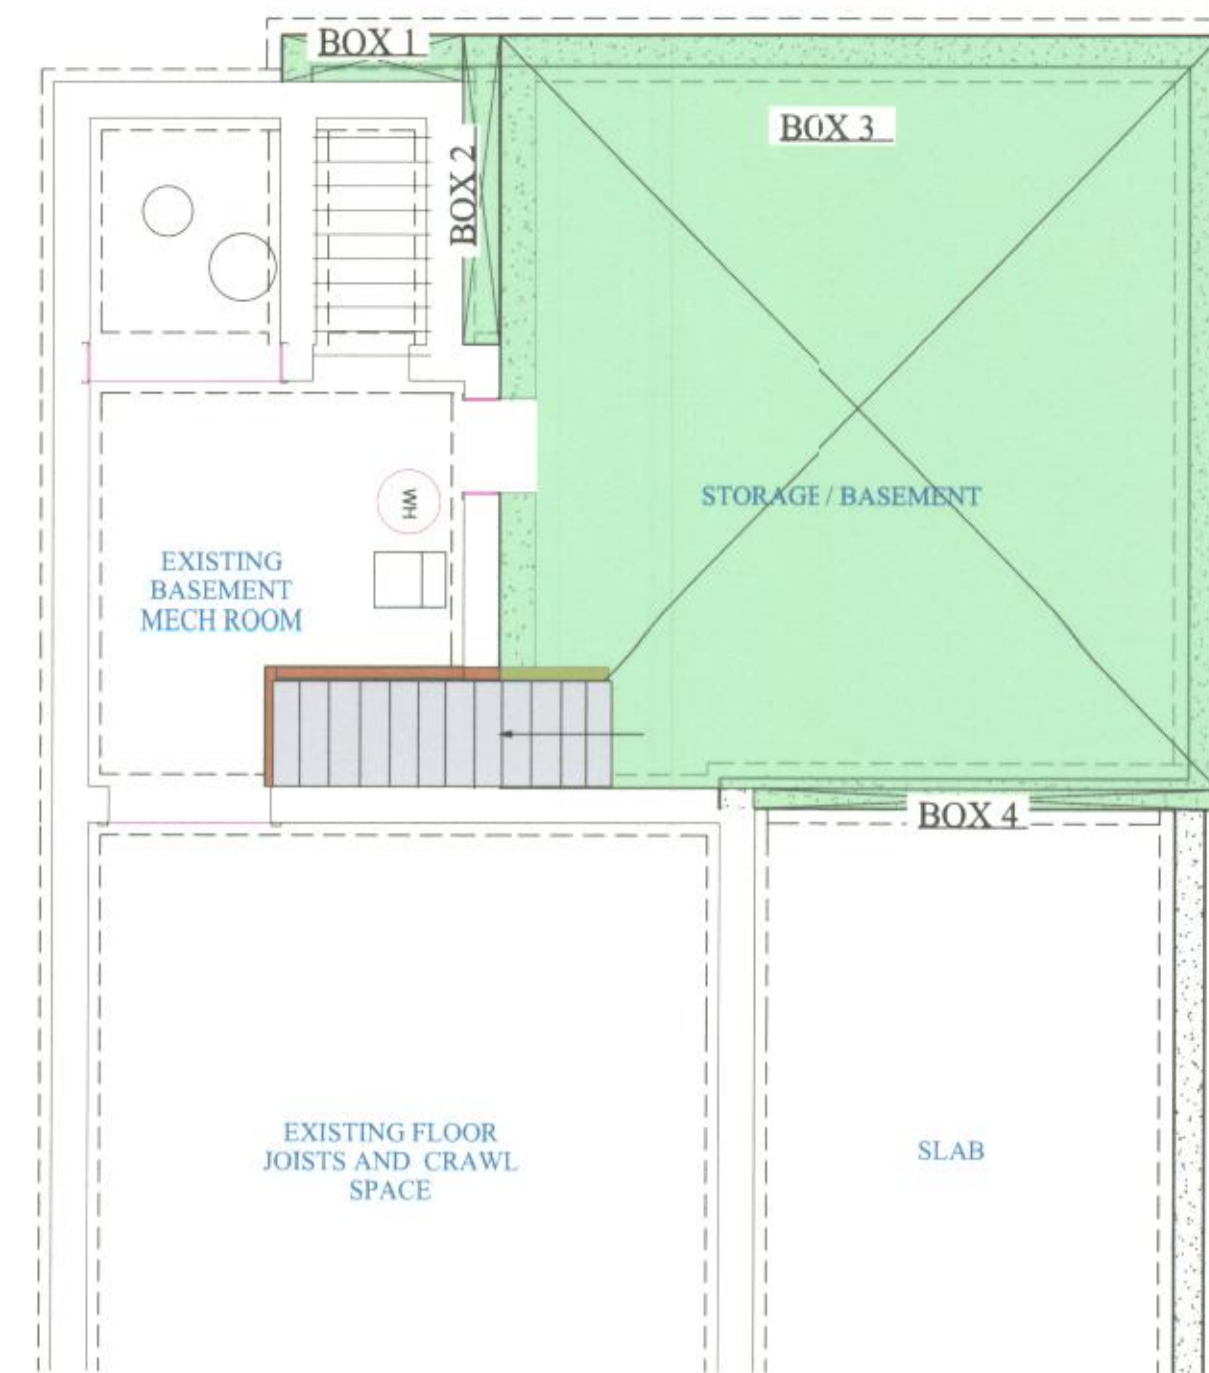 BOX 1
BOX 3
BOX 2
STORAGE / BASEMENT
WH
EXISTING
BASEMENT
MECH ROOM
BOX 4
EXISTING FLOOR
JOISTS AND CRAWL
SPACE
SLAB